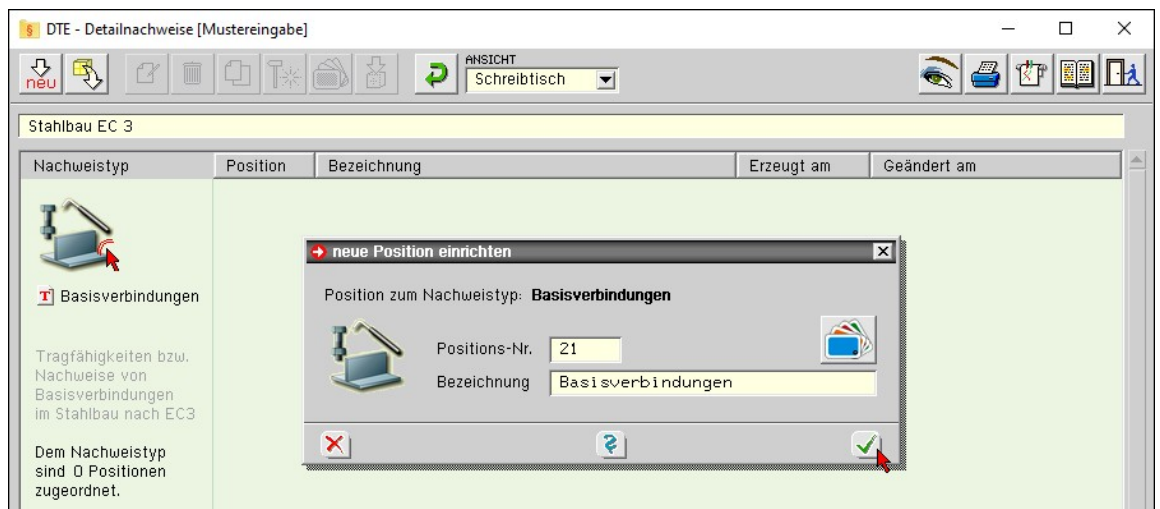 DTE - Detailnachweise [Mustereingabe]
neu
ANSICHT
Schreibtisch
Stahlbau EC 3
Nachweistyp Position Bezeichnung Erzeugt am Geändert am
T Basisverbindungen
Tragfähigkeiten bzw.
Nachweise von
Basisverbindungen
im Stahlbau nach EC3
Dem Nachweistyp
sind 0 Positionen
zugeordnet.
neue Position einrichten
Position zum Nachweistyp: Basisverbindungen
Positions-Nr. 21
Bezeichnung Basisverbindungen